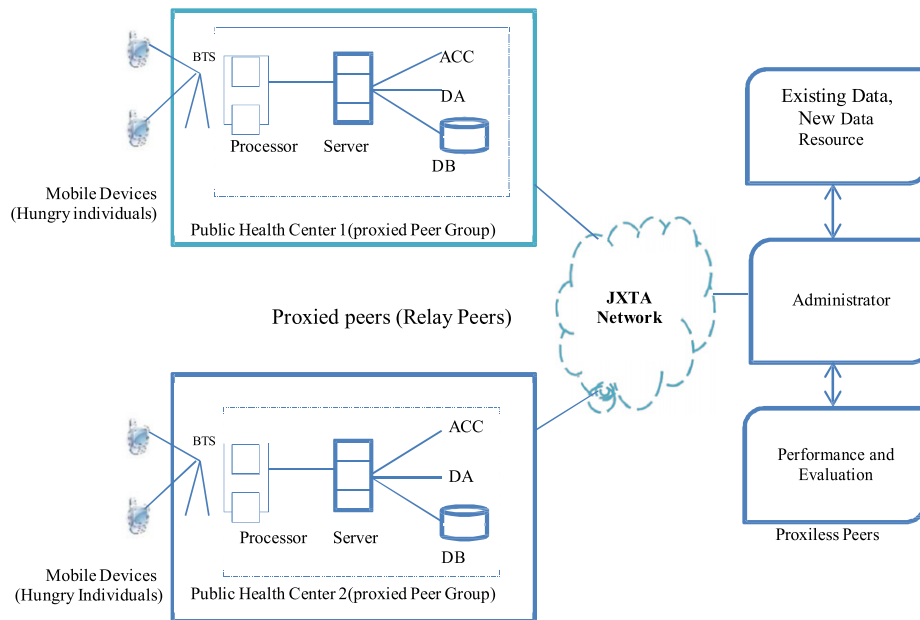 BTS
ACC
DA
DB
Processor
Server
Mobile Devices
(Hungry individuals)
Public Health Center 1(proxied Peer Group)
Existing Data,
New Data
Resource
Proxied peers (Relay Peers)
JXTA
Network
Administrator
BTS
ACC
DA
DB
Processor
Server
Mobile Devices
(Hungry Individuals)
Public Health Center 2(proxied Peer Group)
Performance and
Evaluation
Proxiless Peers